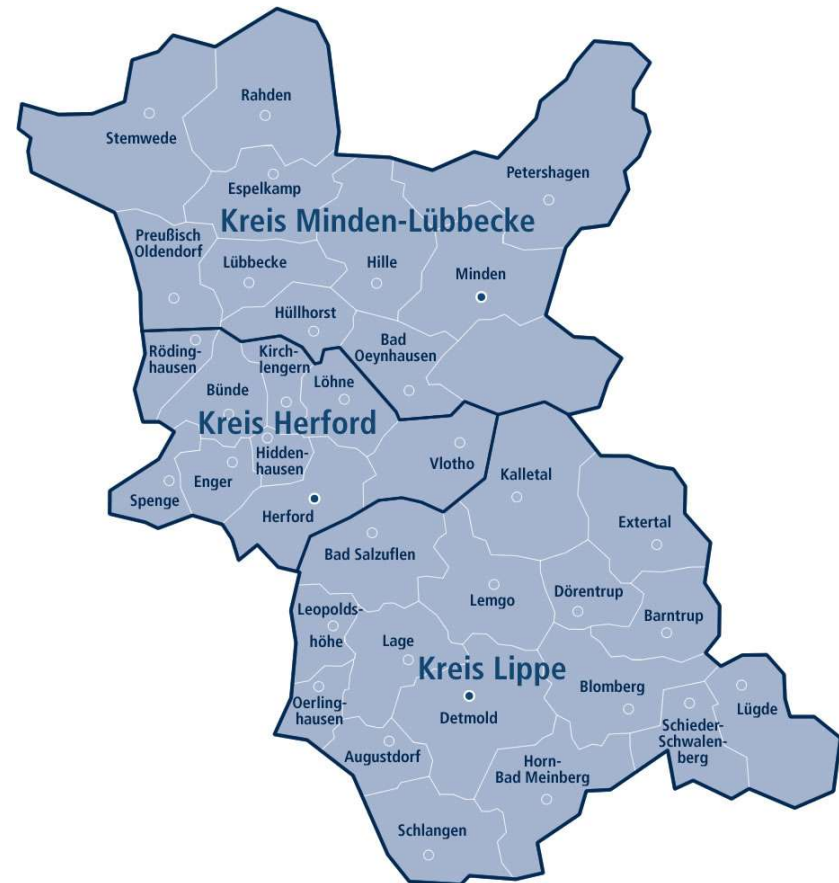 Rahden
Stemwede
Petershagen
Espelkamp
Kreis Minden-Lübbecke
Preußisch
Oldendorf
Lübbecke
Hille
Minden
Hüllhorst
Bad
Oeynhausen
Röding-
hausen
Kirch-
lengern
Löhne
Bünde
Kreis Herford
Hidden-
hausen
Vlotho
Enger
Spenge
Herford
Kalletal
Extertal
Bad Salzuflen
Lemgo
Dörentrup
Barntrup
Leopolds-
höhe
Lage
Kreis Lippe
Blomberg
Oerling-
hausen
Detmold
Lügde
Schieder-
Schwalen-
berg
Augustdorf
Horn-
Bad Meinberg
Schlangen